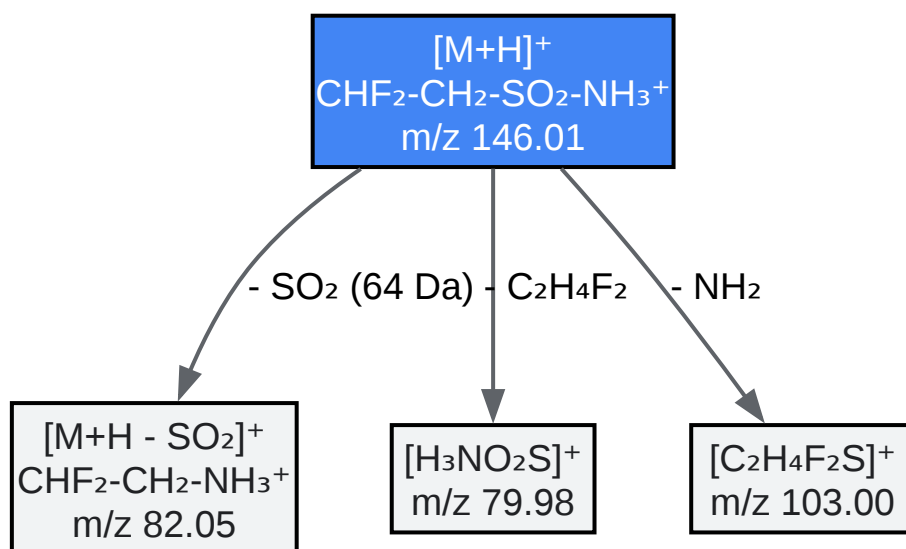 [M+H]⁺
CHF₂-CH₂-SO₂-NH₃⁺
m/z 146.01
- SO₂ (64 Da)
- C₂H₄F₂
- NH₂
[M+H - SO₂]⁺
CHF₂-CH₂-NH₃⁺
m/z 82.05
[H₃NO₂S]⁺
m/z 79.98
[C₂H₄F₂S]⁺
m/z 103.00